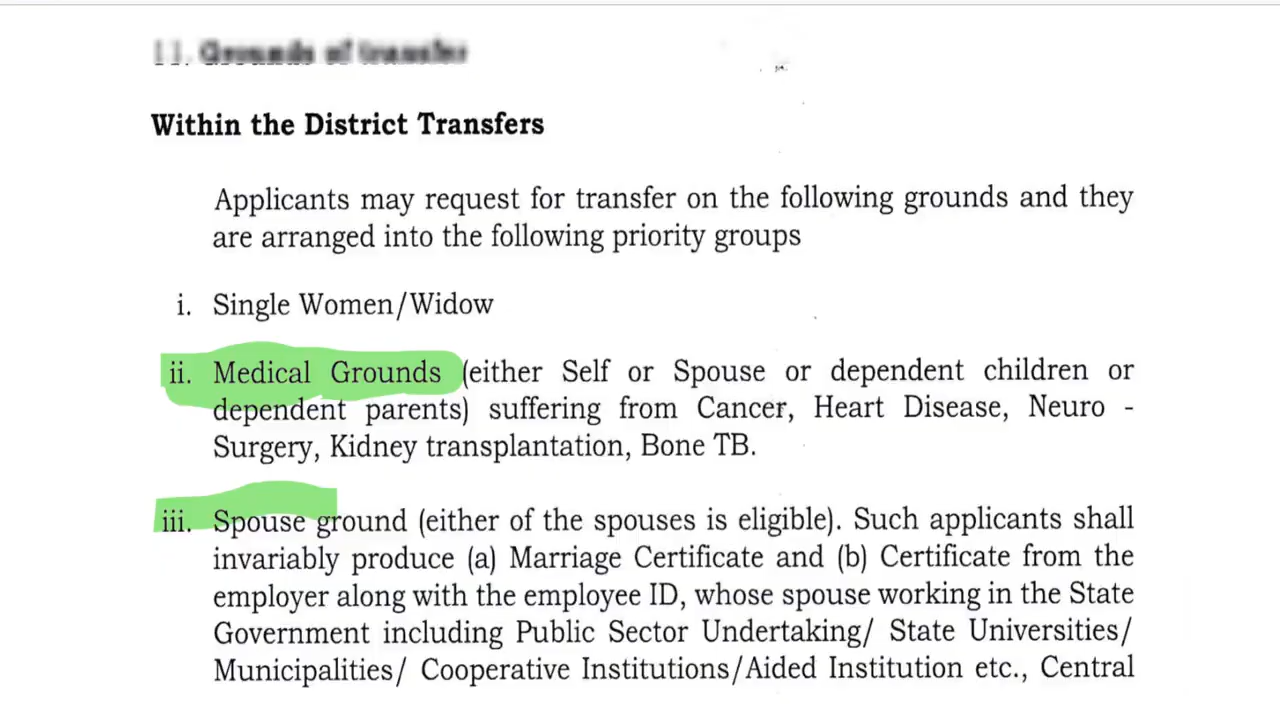 11. Grounds of transfer
Within the District Transfers
Applicants may request for transfer on the following grounds and they
are arranged into the following priority groups
i. Single Women/Widow
ii. Medical Grounds (either Self or Spouse or dependent children or
dependent parents) suffering from Cancer, Heart Disease, Neuro -
Surgery, Kidney transplantation, Bone TB.
iii. Spouse ground (either of the spouses is eligible). Such applicants shall
invariably produce (a) Marriage Certificate and (b) Certificate from the
employer along with the employee ID, whose spouse working in the State
Government including Public Sector Undertaking/ State Universities/
Municipalities/ Cooperative Institutions/Aided Institution etc., Central